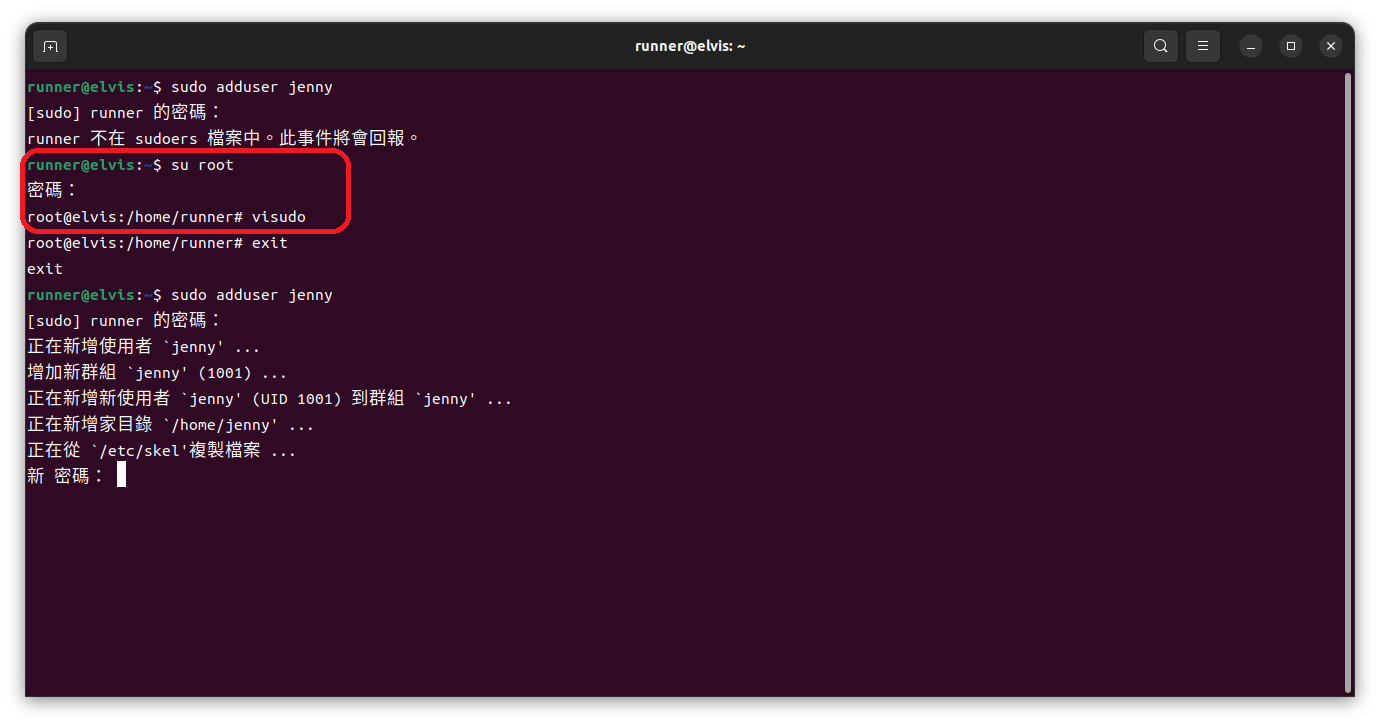 runner@elvis: ~
runner@elvis:~$ sudo adduser jenny
[sudo] runner 的密碼：
runner 不在 sudoers 檔案中。此事件將會回報。
runner@elvis:~$ su root
密碼：
root@elvis:/home/runner# visudo
root@elvis:/home/runner# exit
exit
runner@elvis:~$ sudo adduser jenny
[sudo] runner 的密碼：
正在新增使用者 `jenny' ...
增加新群組 `jenny' (1001) ...
正在新增新使用者 `jenny' (UID 1001) 到群組 `jenny' ...
正在新增家目錄 `/home/jenny' ...
正在從 `/etc/skel'複製檔案 ...
新 密碼：